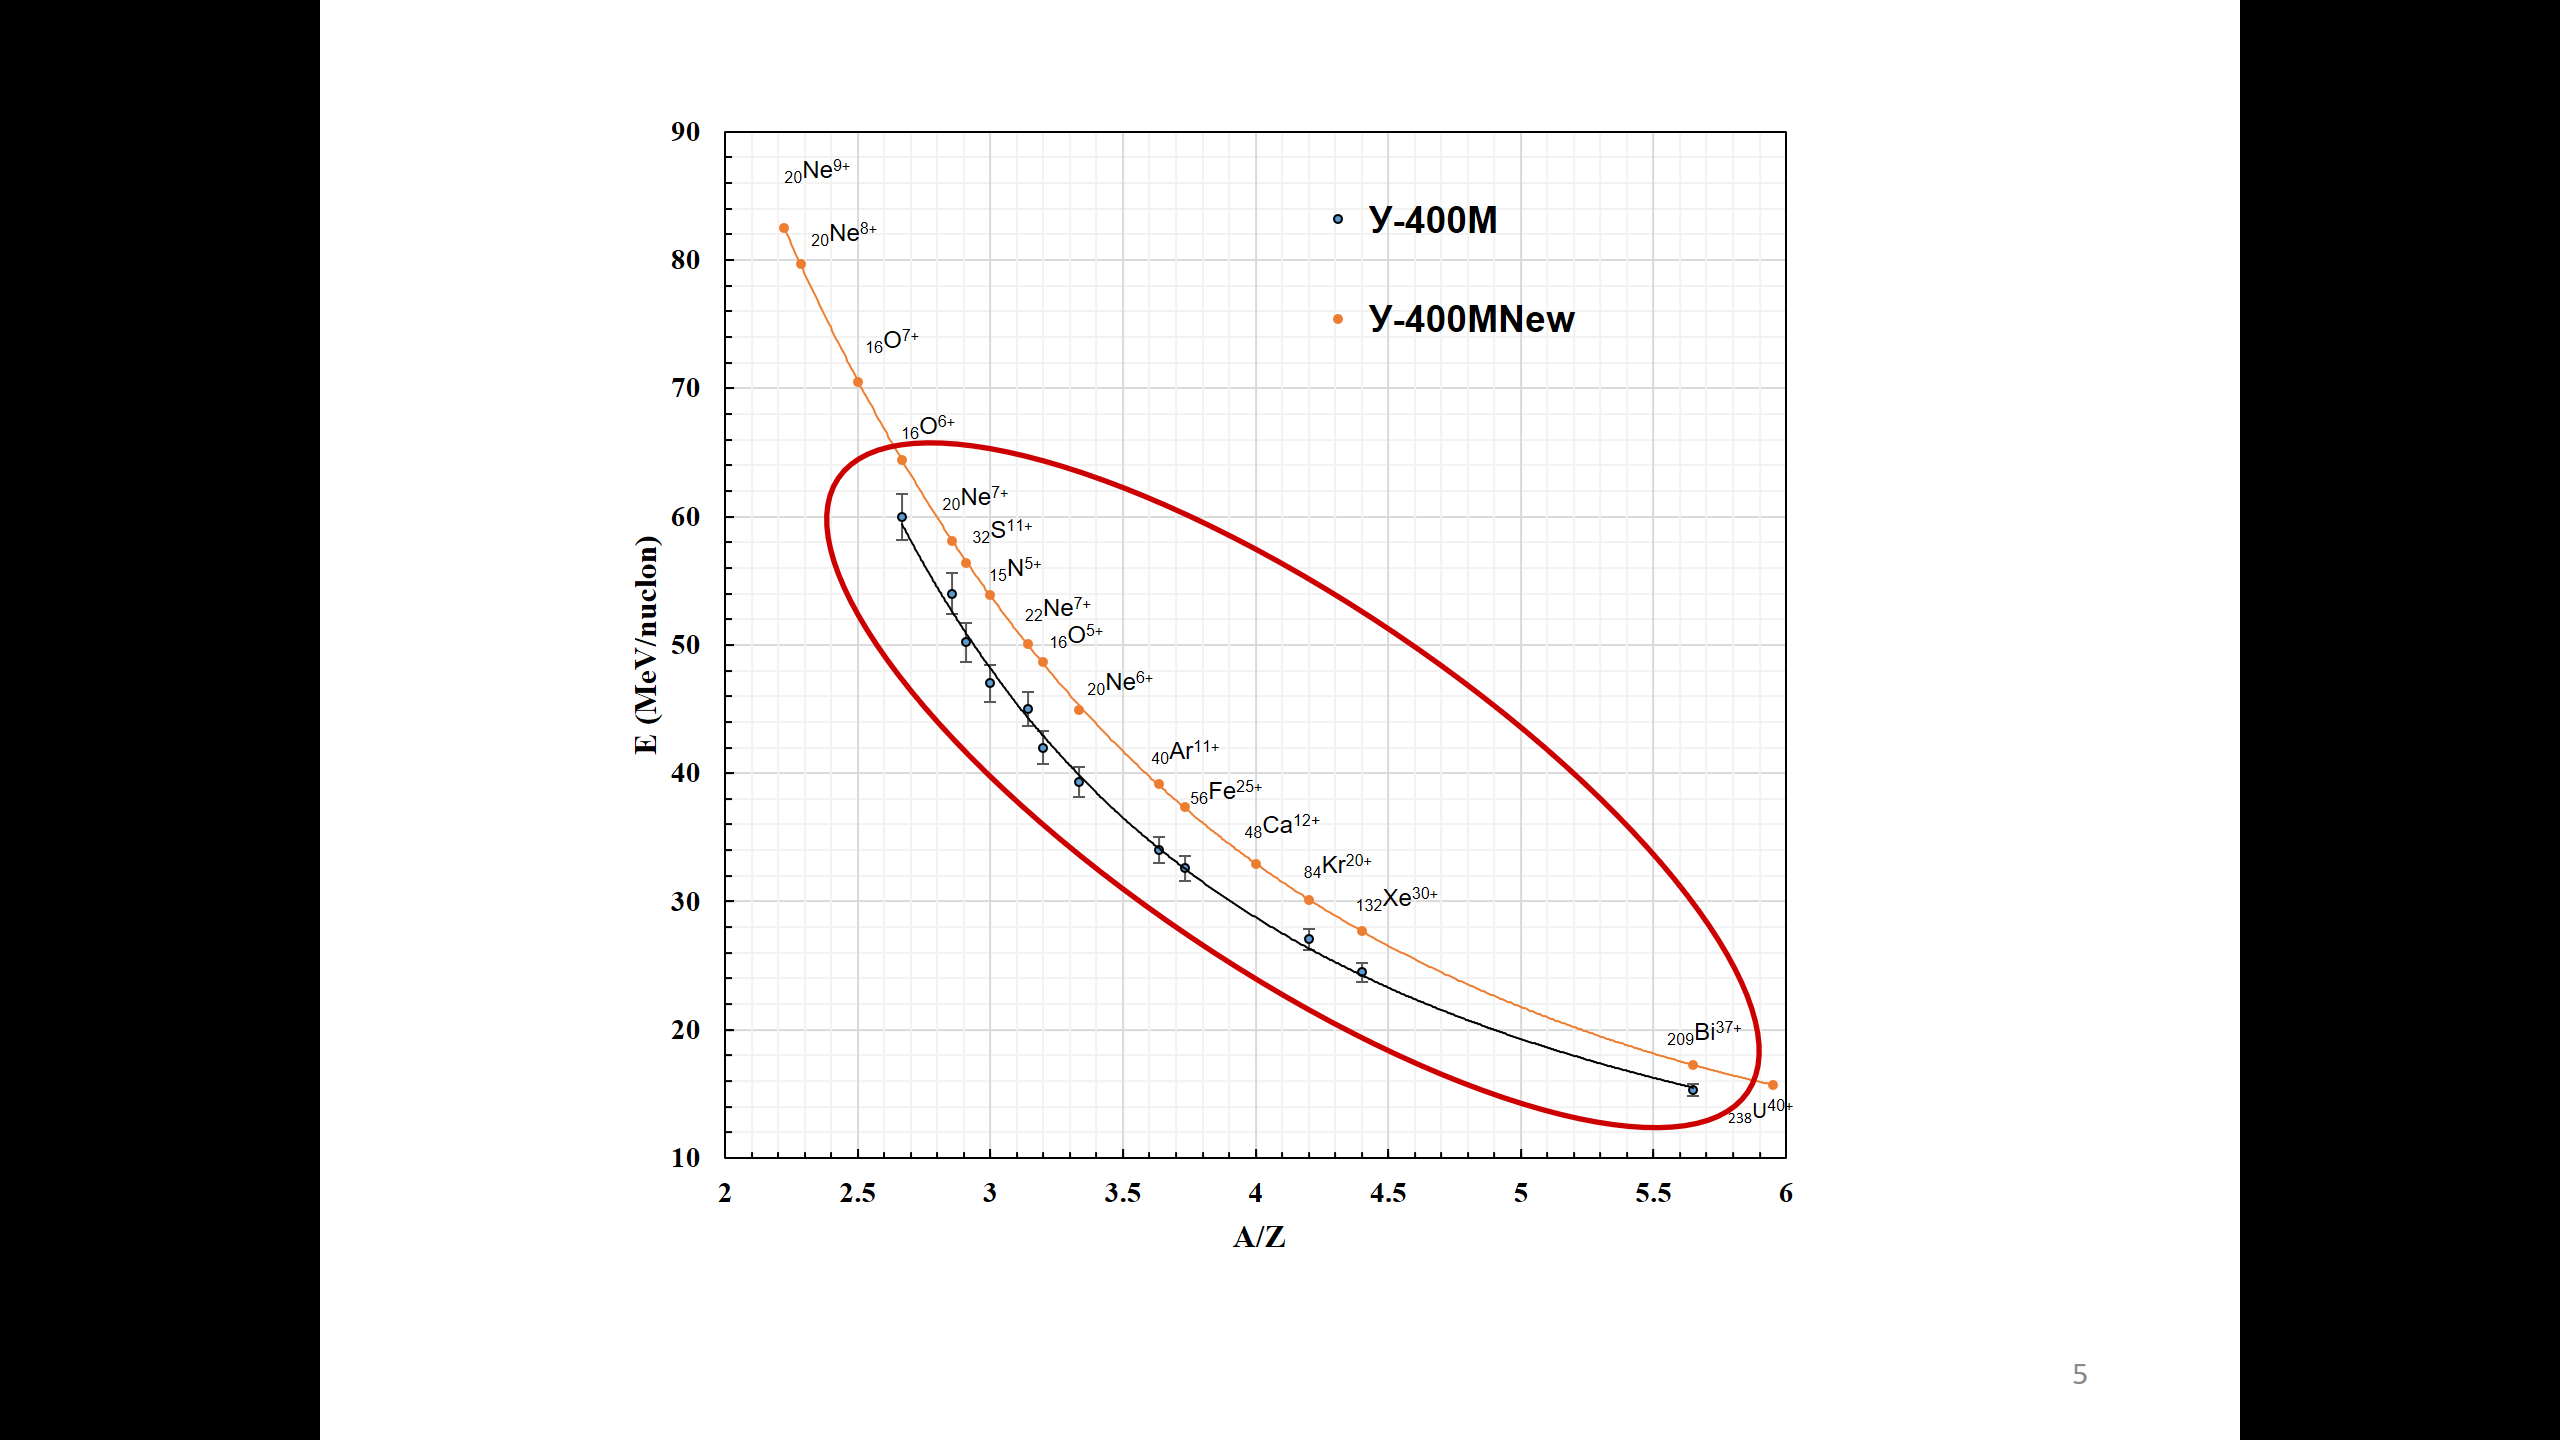 90
80
70
60
50
40
30
20
10
E (MeV/nuclon)
₂₀Ne⁹⁺
₂₀Ne⁸⁺
₁₆O⁷⁺
₁₆O⁶⁺
₂₀Ne⁷⁺
₃₂S¹¹⁺
₁₅N⁵⁺
₂₂Ne⁷⁺
₁₆O⁵⁺
₂₀Ne⁶⁺
₄₀Ar¹¹⁺
₅₆Fe²⁵⁺
₄₈Ca¹²⁺
₈₄Kr²⁰⁺
₁₃₂Xe³⁰⁺
₂₀₉Bi³⁷⁺
₂₃₈U⁴⁰⁺
У-400М
У-400МNew
2 2.5 3 3.5 4 4.5 5 5.5 6
A/Z
5